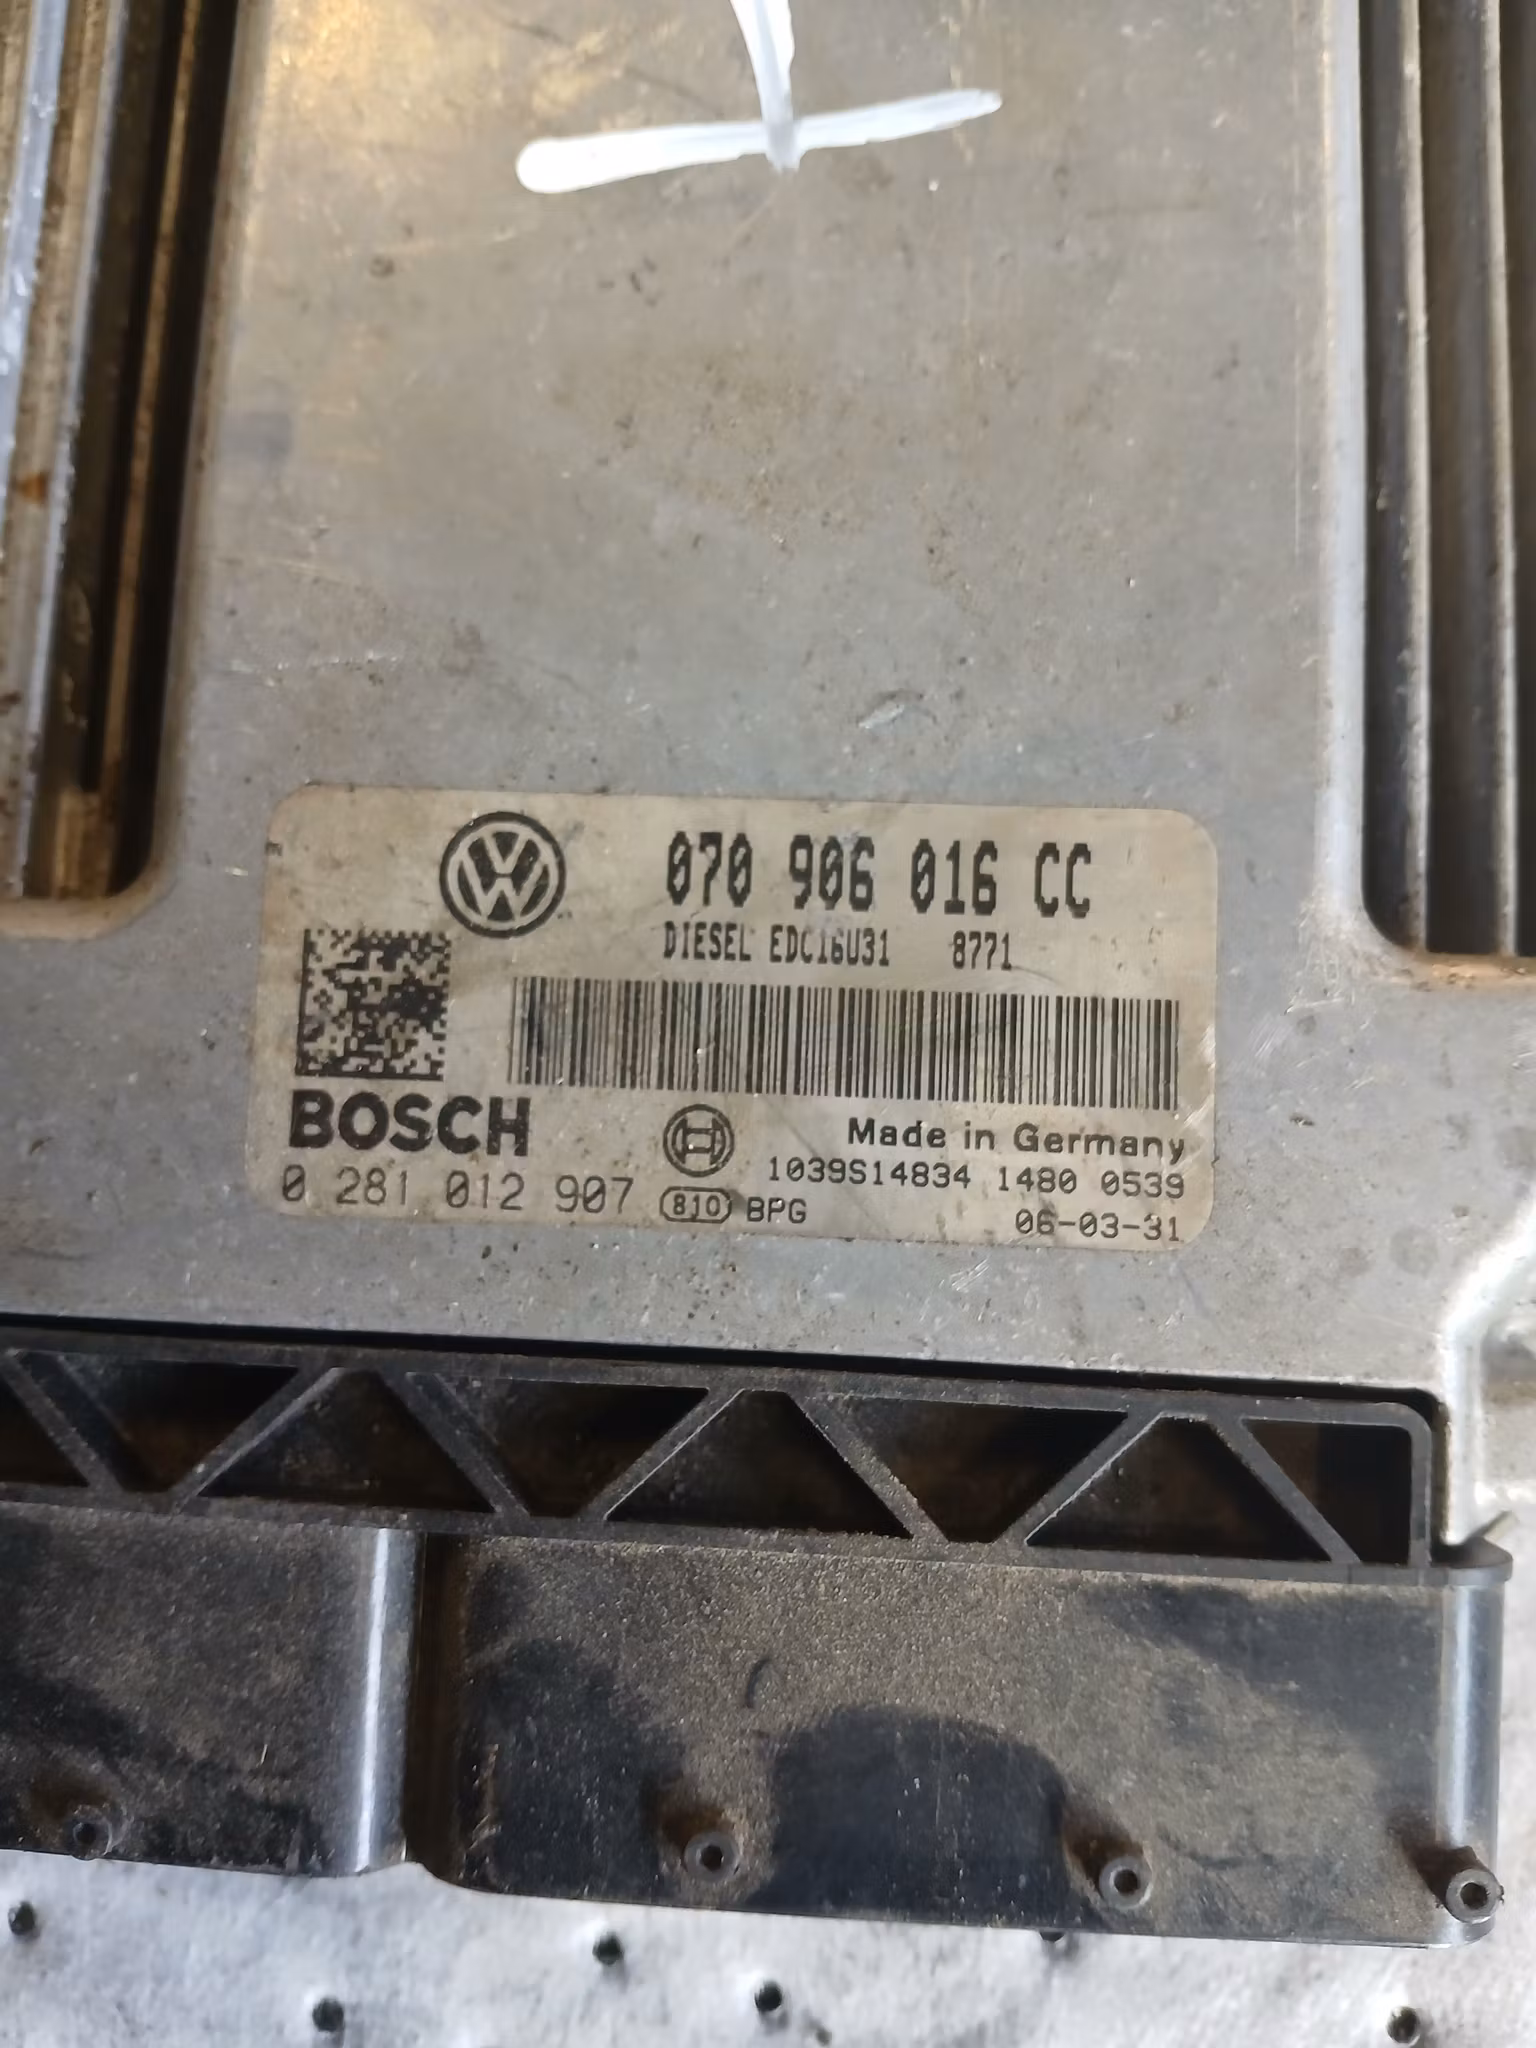 070 906 016 CC
DIESEL EDC16U31 8771
BOSCH
Made in Germany
1039S14834 1480 0539
0 281 012 907
810 BPG
06-03-31